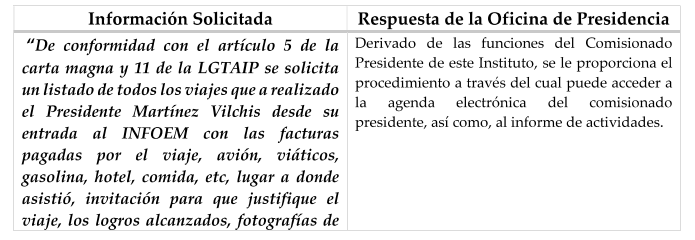 Información Solicitada
Respuesta de la Oficina de Presidencia
“De conformidad con el artículo 5 de la
carta magna y 11 de la LGTAIP se solicita
un listado de todos los viajes que a realizado
el Presidente Martínez Vilchis desde su
entrada al INFOEM con las facturas
pagadas por el viaje, avión, viáticos,
gasolina, hotel, comida, etc, lugar a donde
asistió, invitación para que justifique el
viaje, los logros alcanzados, fotografías de
Derivado de las funciones del Comisionado
Presidente de este Instituto, se le proporciona el
procedimiento a través del cual puede acceder a
la agenda electrónica del comisionado
presidente, así como, al informe de actividades.